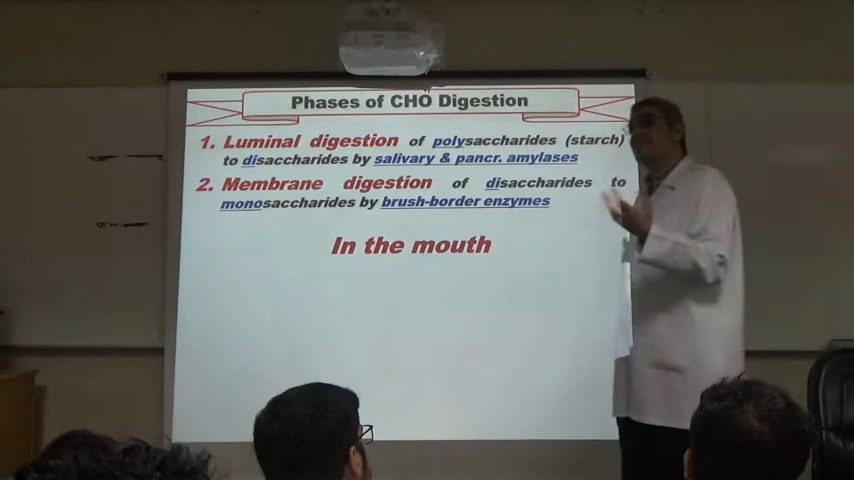 Phases of CHO Digestion
1. Luminal digestion of polysaccharides (starch)
to disaccharides by salivary & pancr. amylases
2. Membrane digestion of disaccharides to
monosaccharides by brush-border enzymes
In the mouth